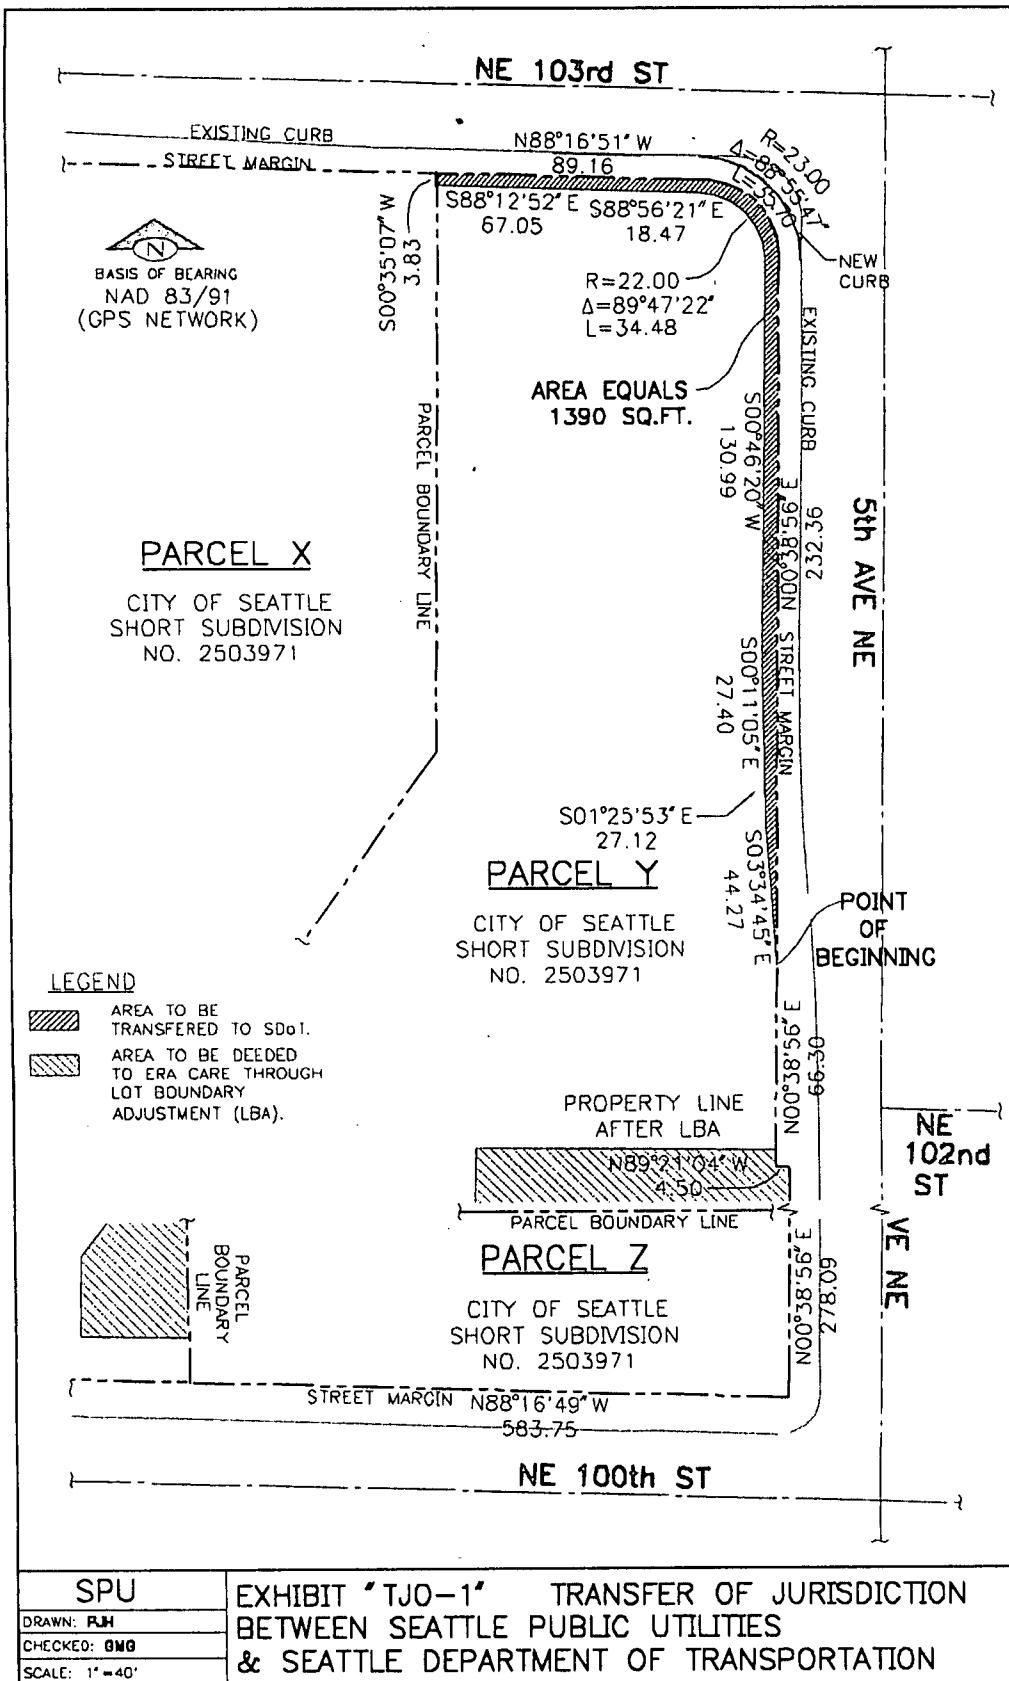 NE 103rd ST
EXISTING CURB
STREET MARGIN
N88°16'51" W
89.16
R=23.00
Δ=88°55'47"
L=35.70
S88°12'52" E
67.05
S88°56'21" E
18.47
S00°35'07" W
3.83
N
BASIS OF BEARING
NAD 83/91
(GPS NETWORK)
R=22.00
Δ=89°47'22"
L=34.48
NEW
CURB
EXISTING CURB
AREA EQUALS
1390 SQ.FT.
S00°46'20" W
130.99
PARCEL BOUNDARY LINE
N00°38'56" E
232.36
5th AVE NE
PARCEL X
CITY OF SEATTLE
SHORT SUBDIVISION
NO. 2503971
S00°11'05" E
27.40
STREET MARGIN
S01°25'53" E
27.12
S03°34'45" E
44.27
PARCEL Y
CITY OF SEATTLE
SHORT SUBDIVISION
NO. 2503971
POINT
OF
BEGINNING
LEGEND
AREA TO BE
TRANSFERED TO SDoT.
AREA TO BE DEEDED
TO ERA CARE THROUGH
LOT BOUNDARY
ADJUSTMENT (LBA).
N00°38'56" E
66.30
PROPERTY LINE
AFTER LBA
NE
102nd
ST
N89°21'04" W
4.50
PARCEL BOUNDARY LINE
PARCEL
BOUNDARY
LINE
PARCEL Z
CITY OF SEATTLE
SHORT SUBDIVISION
NO. 2503971
N00°38'56" E
278.09
VE NE
STREET MARGIN
N88°16'49" W
583.75
NE 100th ST
SPU
DRAWN: RJH
CHECKED: GMG
SCALE: 1"=40'
EXHIBIT "TJO-1" TRANSFER OF JURISDICTION
BETWEEN SEATTLE PUBLIC UTILITIES
& SEATTLE DEPARTMENT OF TRANSPORTATION